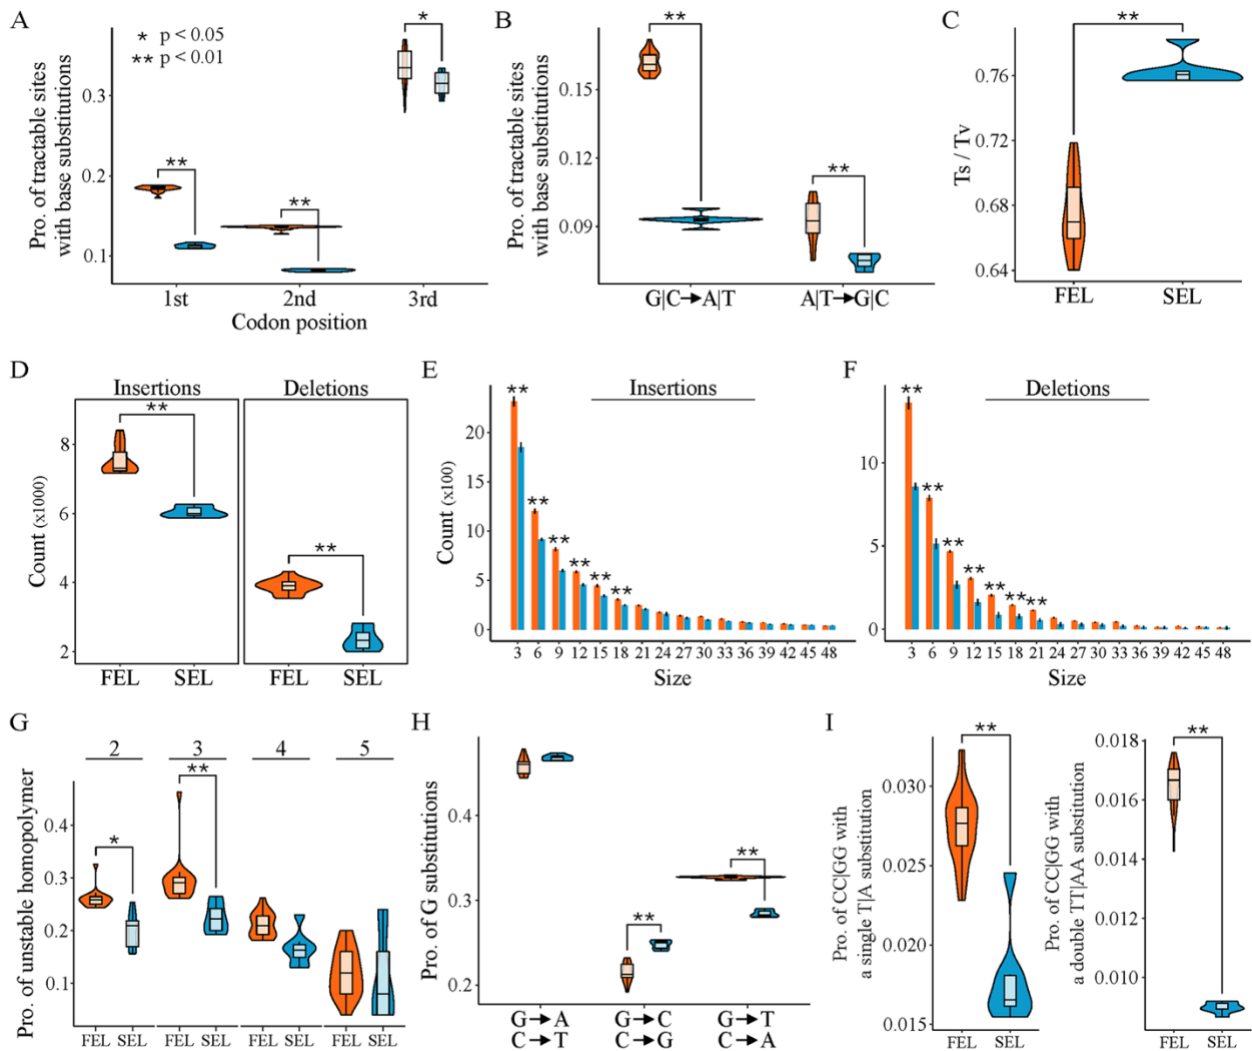 A
* p < 0.05
** p < 0.01
Pro. of tractable sites
with base substitutions
0.3
0.2
0.1
**
**
*
1st
2nd
3rd
Codon position
B
Pro. of tractable sites
with base substitutions
0.15
0.12
0.09
**
**
G|C→A|T
A|T→G|C
C
Ts / Tv
0.76
0.72
0.68
0.64
**
FEL
SEL
D
Insertions
Deletions
Count (x1000)
8
6
4
2
**
**
FEL
SEL
FEL
SEL
E
Insertions
Count (x100)
20
15
10
5
0
**
**
**
**
**
**
3 6 9 12 15 18 21 24 27 30 33 36 39 42 45 48
Size
F
Deletions
10
5
0
**
**
**
**
**
**
**
3 6 9 12 15 18 21 24 27 30 33 36 39 42 45 48
Size
G
Pro. of unstable homopolymer
2
3
4
5
0.4
0.3
0.2
0.1
*
**
FEL SEL FEL SEL FEL SEL FEL SEL
H
Pro. of G substitutions
0.4
0.3
0.2
**
**
G→A
C→T
G→C
C→G
G→T
C→A
I
Pro. of CC|GG with
a single T|A substitution
0.030
0.025
0.020
0.015
**
FEL
SEL
Pro. of CC|GG with
a double TT|AA substitution
0.018
0.016
0.014
0.012
0.010
**
FEL
SEL